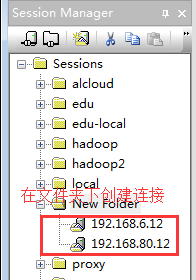 Session Manager
Sessions
alcloud
edu
edu-local
hadoop
hadoop2
local
在文件夹下创建连接
New Folder
192.168.6.12
192.168.80.12
proxy